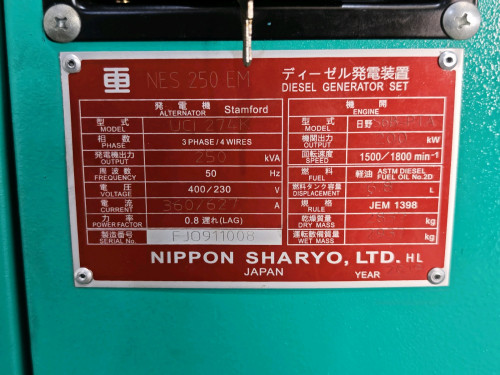 NES 250 EM
ディーゼル発電装置
DIESEL GENERATOR SET
発電機 Stamford
ALTERNATOR
型式
MODEL
UCI 274K
相数 3 PHASE / 4 WIRES
PHASE
発電機出力 250 kVA
OUTPUT
周波数 50 Hz
FREQUENCY
電圧 400/230 V
VOLTAGE
電流 360/627 A
CURRENT
力率 0.8 遅れ(LAG)
POWER FACTOR
製造番号 FJ0911008
SERIAL No.
機関
ENGINE
型式 日野
MODEL
機関出力 kW
OUTPUT
回転速度 1500/1800 min⁻¹
SPEED
燃料 軽油 ASTM DIESEL
FUEL FUEL OIL No.2D
燃料タンク容量 L
DISPLACEMENT
規格 JEM 1398
RULE
乾燥質量 kg
DRY MASS
運転整備質量 kg
WET MASS
NIPPON SHARYO, LTD. HL
JAPAN YEAR